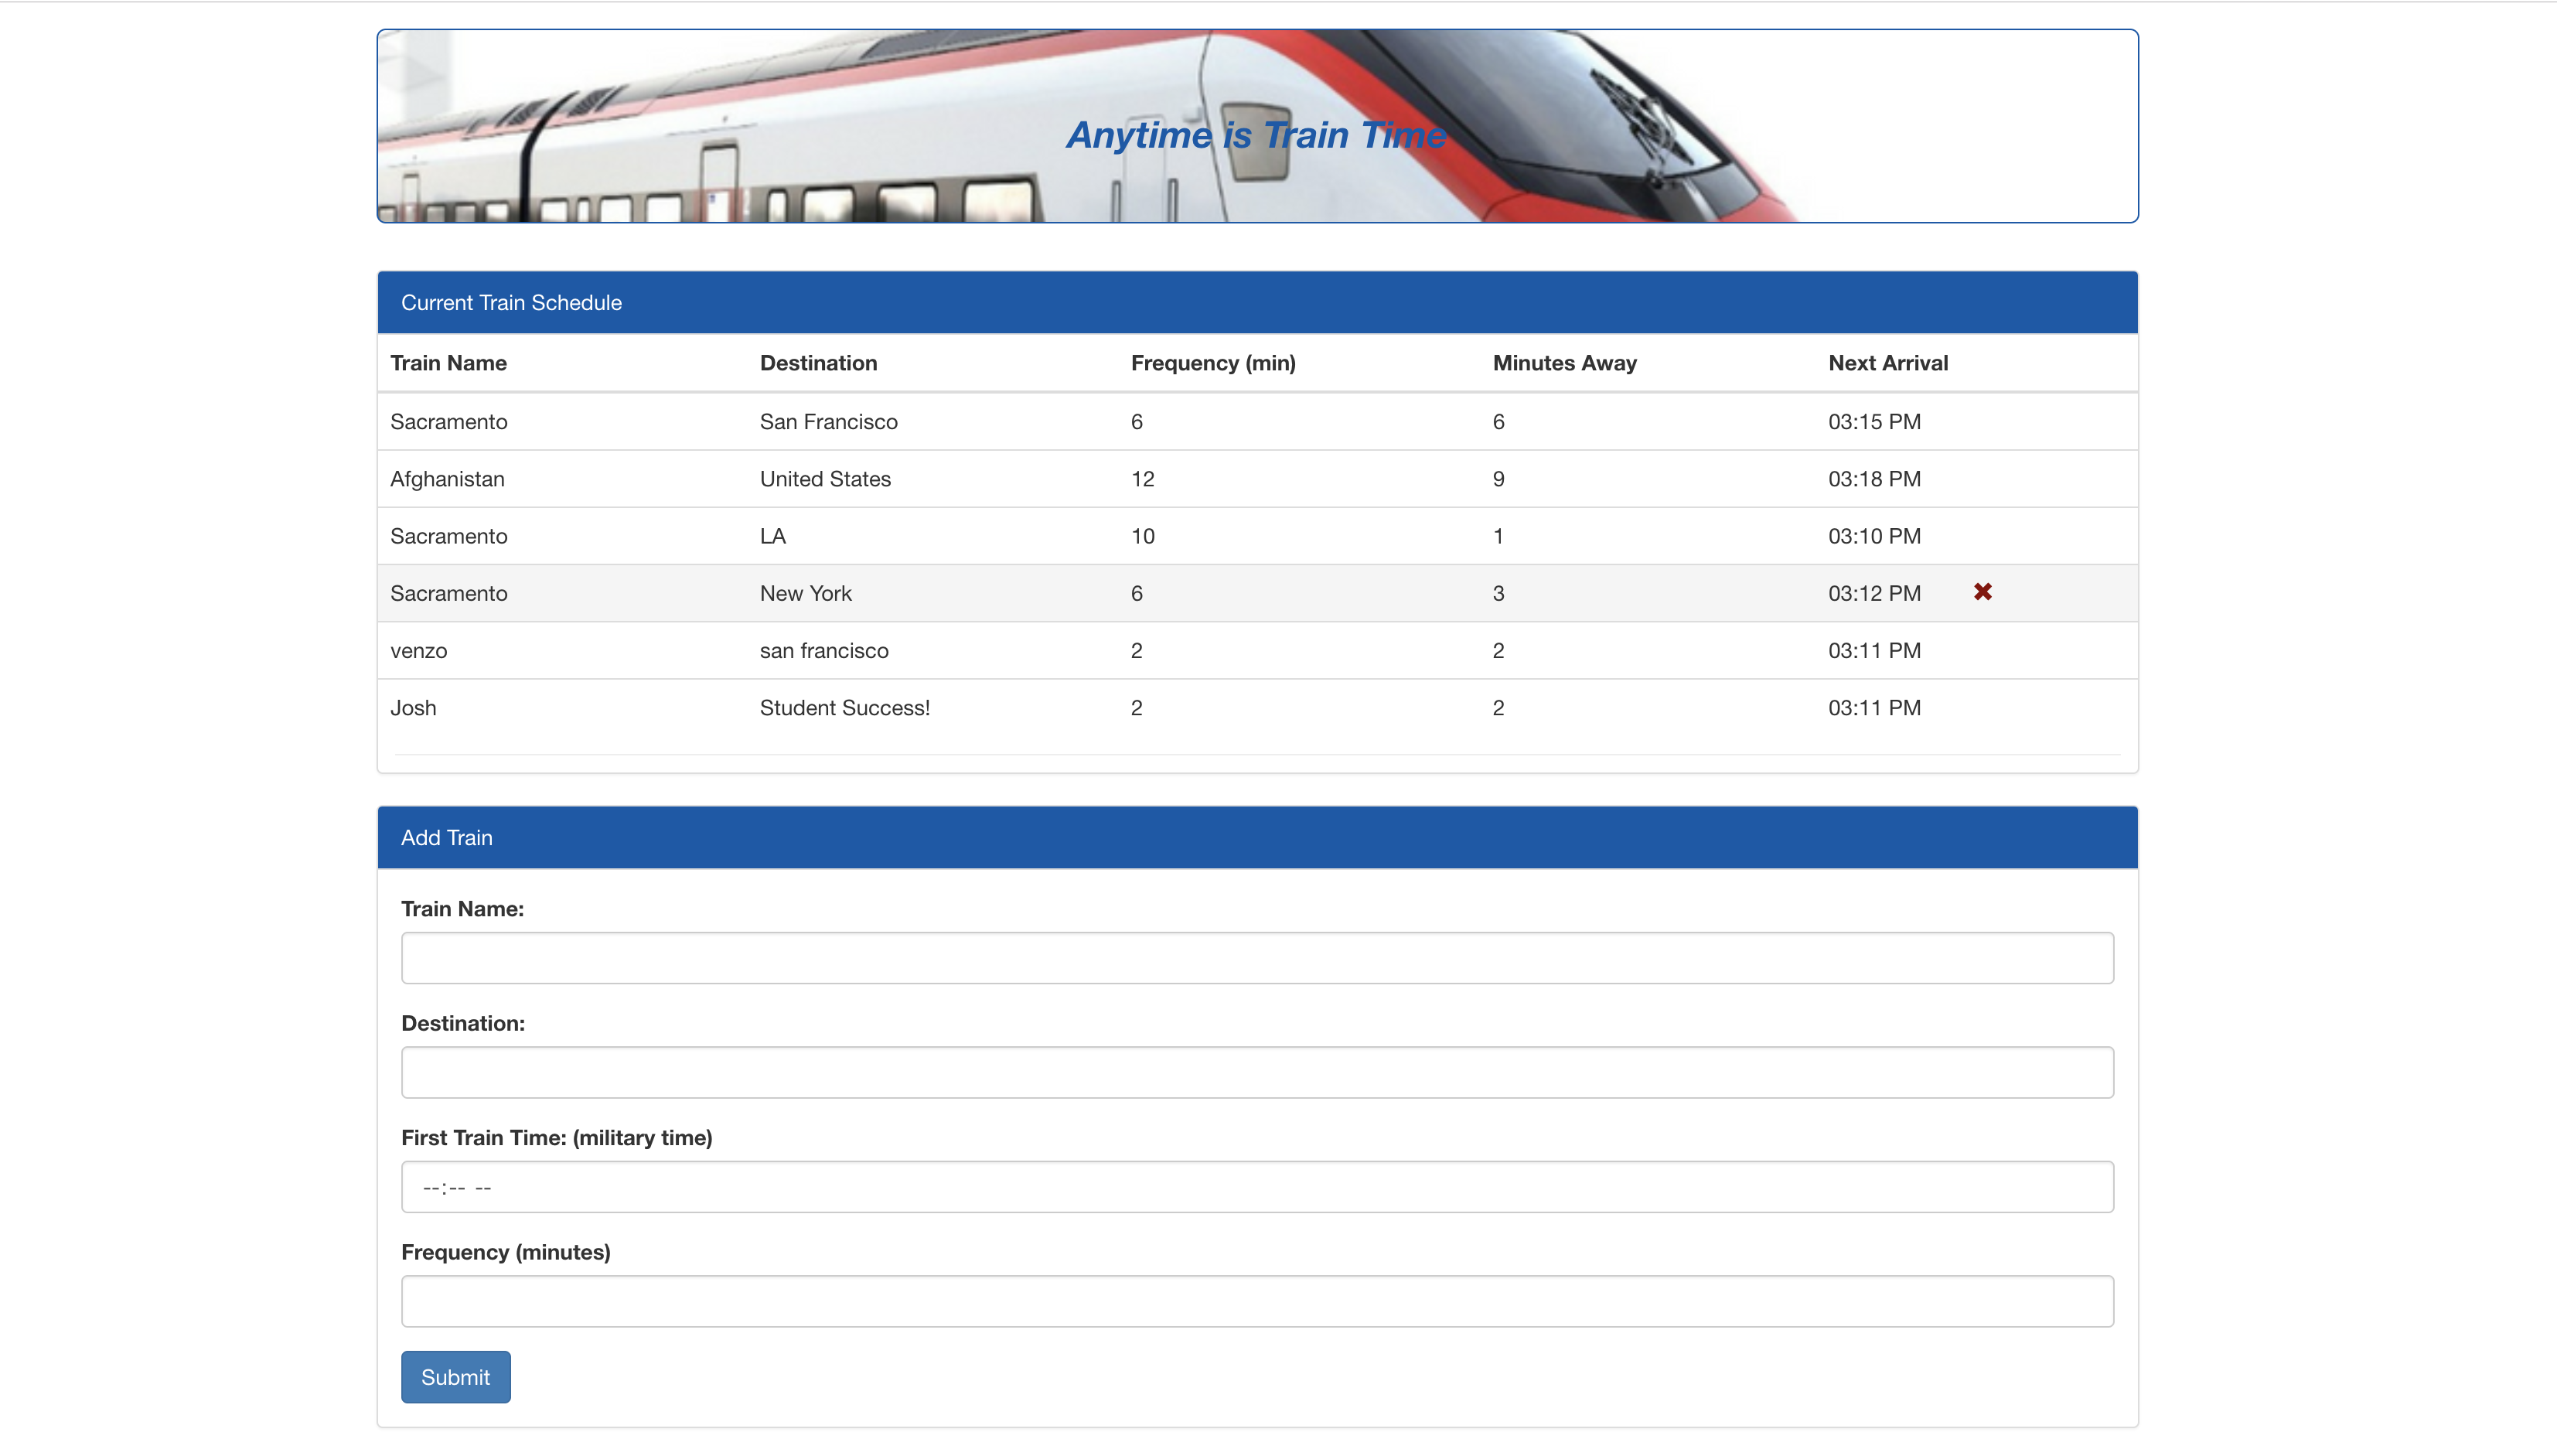 Anytime is Train Time
Current Train Schedule
Train Name Destination Frequency (min) Minutes Away Next Arrival
Sacramento San Francisco 6 6 03:15 PM
Afghanistan United States 12 9 03:18 PM
Sacramento LA 10 1 03:10 PM
Sacramento New York 6 3 03:12 PM
venzo san francisco 2 2 03:11 PM
Josh Student Success! 2 2 03:11 PM
Add Train
Train Name:
Destination:
First Train Time: (military time)
--:-- --
Frequency (minutes)
Submit